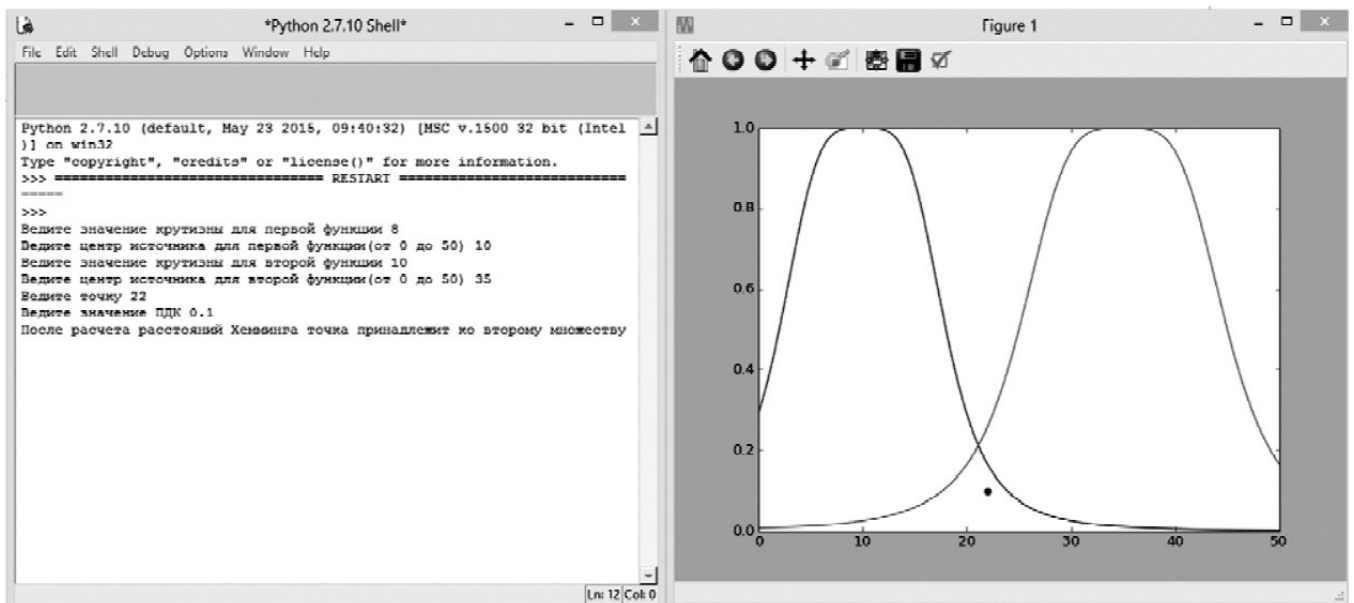 *Python 2.7.10 Shell*
File Edit Shell Debug Options Window Help
Python 2.7.10 (default, May 23 2015, 09:40:32) [MSC v.1500 32 bit (Intel
)] on win32
Type "copyright", "credits" or "license()" for more information.
>>> ================================ RESTART ===========================
=====
>>>
Ведите значение крутизны для первой функции 8
Ведите центр источника для первой функции(от 0 до 50) 10
Ведите значение крутизны для второй функции 10
Ведите центр источника для второй функции(от 0 до 50) 35
Ведите точку 22
Ведите значение ПДК 0.1
После расчета расстояний Хемминга точка принадлежит ко второму множеству
Ln: 12 Col: 0
Figure 1
1.0
0.8
0.6
0.4
0.2
0.0
0 10 20 30 40 50